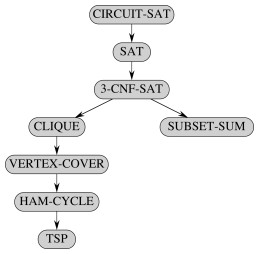 CIRCUIT-SAT
SAT
3-CNF-SAT
CLIQUE
SUBSET-SUM
VERTEX-COVER
HAM-CYCLE
TSP